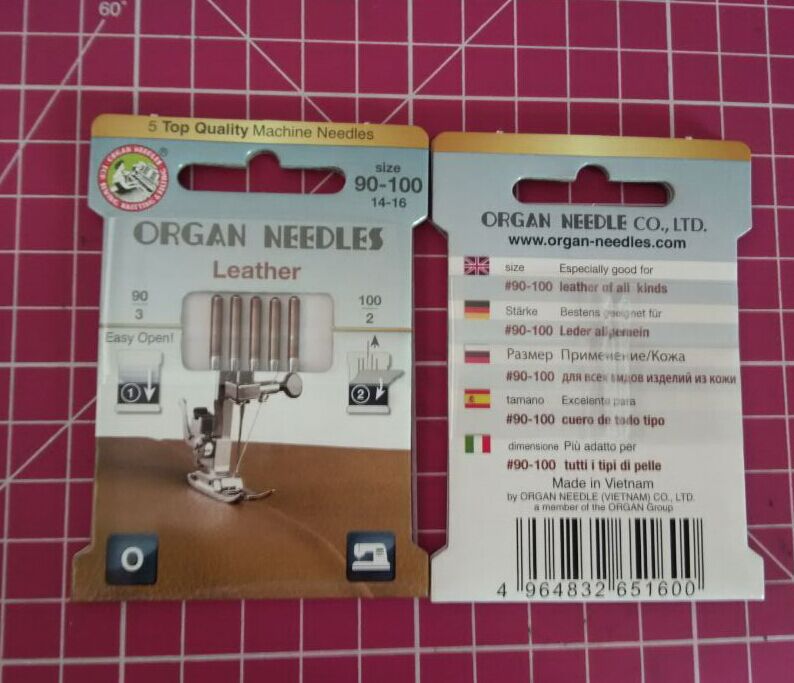 60°
5 Top Quality Machine Needles
ORGAN NEEDLES
FOR SEWING, KNITTING &
size
90-100
14-16
ORGAN NEEDLES
Leather
90
3
100
2
Easy Open!
1
2
O
ORGAN NEEDLE CO., LTD.
www.organ-needles.com
size Especially good for
#90-100 leather of all kinds
Stärke Bestens geeignet für
#90-100 Leder allgemein
Размер Применение/Кожа
#90-100 для всех видов изделий из кожи
tamano Excelente para
#90-100 cuero de todo tipo
dimensione Più adatto per
#90-100 tutti i tipi di pelle
Made in Vietnam
by ORGAN NEEDLE (VIETNAM) CO., LTD.
a member of the ORGAN Group
4 964832 651600